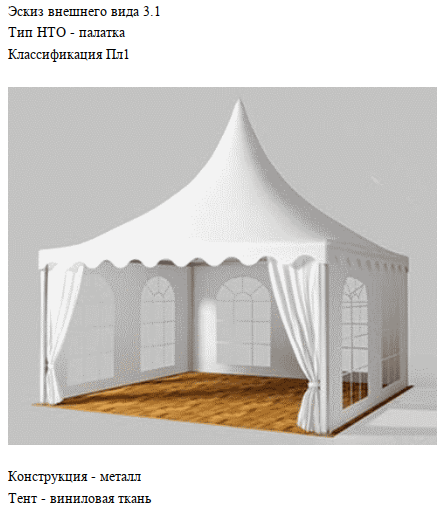 Эскиз внешнего вида 3.1
Тип НТО - палатка
Классификация Пл1
Конструкция - металл
Тент - виниловая ткань